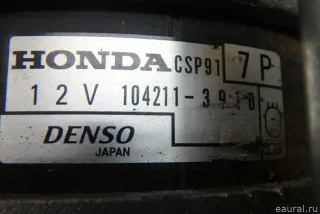 HONDA CSP91 7P
12V 104211-3910
DENSO
JAPAN
eaural.ru